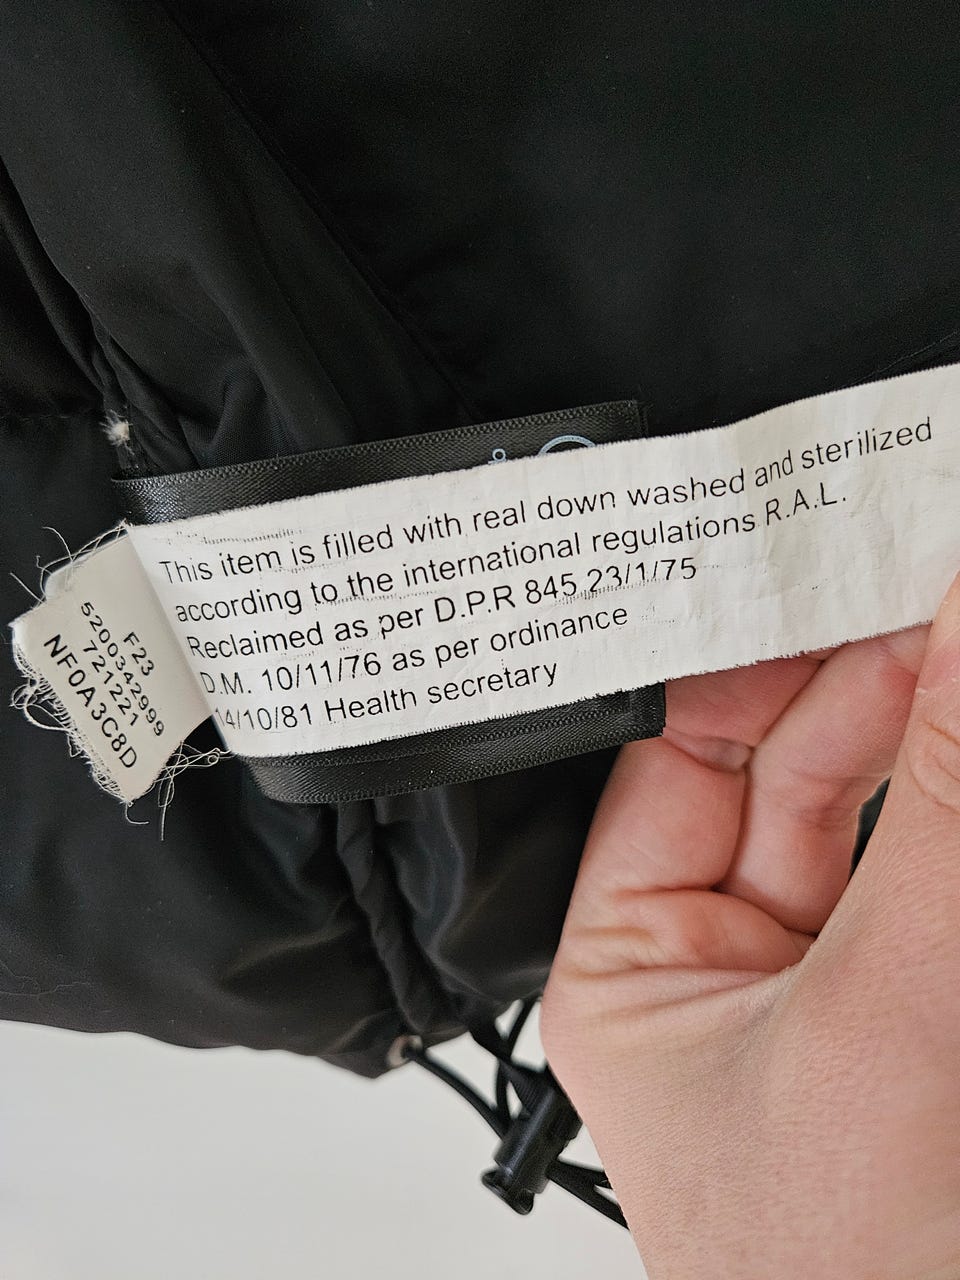 This item is filled with real down washed and sterilized
according to the international regulations R.A.L.
Reclaimed as per D.P.R 845 23/1/75
D.M. 10/11/76 as per ordinance
14/10/81 Health secretary
F23
5200342999
721221
NF0A3C8D